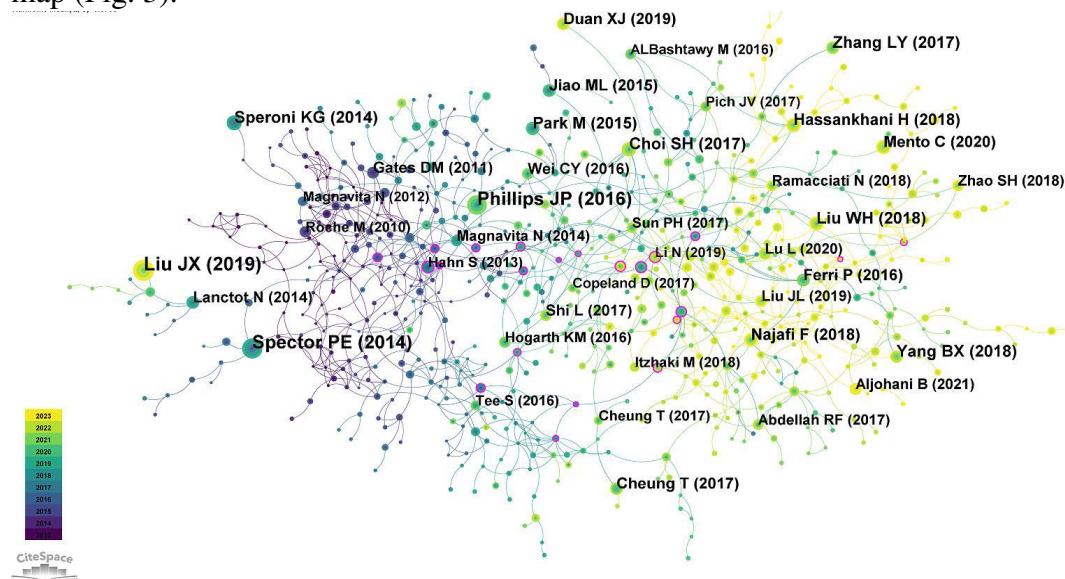 map (Fig. 5).
Duan XJ (2019)
ALBashtawy M (2016)
Zhang LY (2017)
Jiao ML (2015)
Pich JV (2017)
Speroni KG (2014)
Park M (2015)
Hassankhani H (2018)
Choi SH (2017)
Mento C (2020)
Gates DM (2011)
Wei CY (2016)
Ramacciati N (2018)
Zhao SH (2018)
Magnavita N (2012)
Phillips JP (2016)
Roche M (2010)
Sun PH (2017)
Liu WH (2018)
Magnavita N (2014)
Lu L (2020)
Li N (2019)
Liu JX (2019)
Hahn S (2013)
Ferri P (2016)
Copeland D (2017)
Lanctot N (2014)
Liu JL (2019)
Shi L (2017)
Hogarth KM (2016)
Najafi F (2018)
Spector PE (2014)
Yang BX (2018)
Itzhaki M (2018)
Aljohani B (2021)
Tee S (2016)
Cheung T (2017)
Abdellah RF (2017)
Cheung T (2017)
2023
2022
2021
2020
2019
2018
2017
2016
2015
2014
CiteSpace